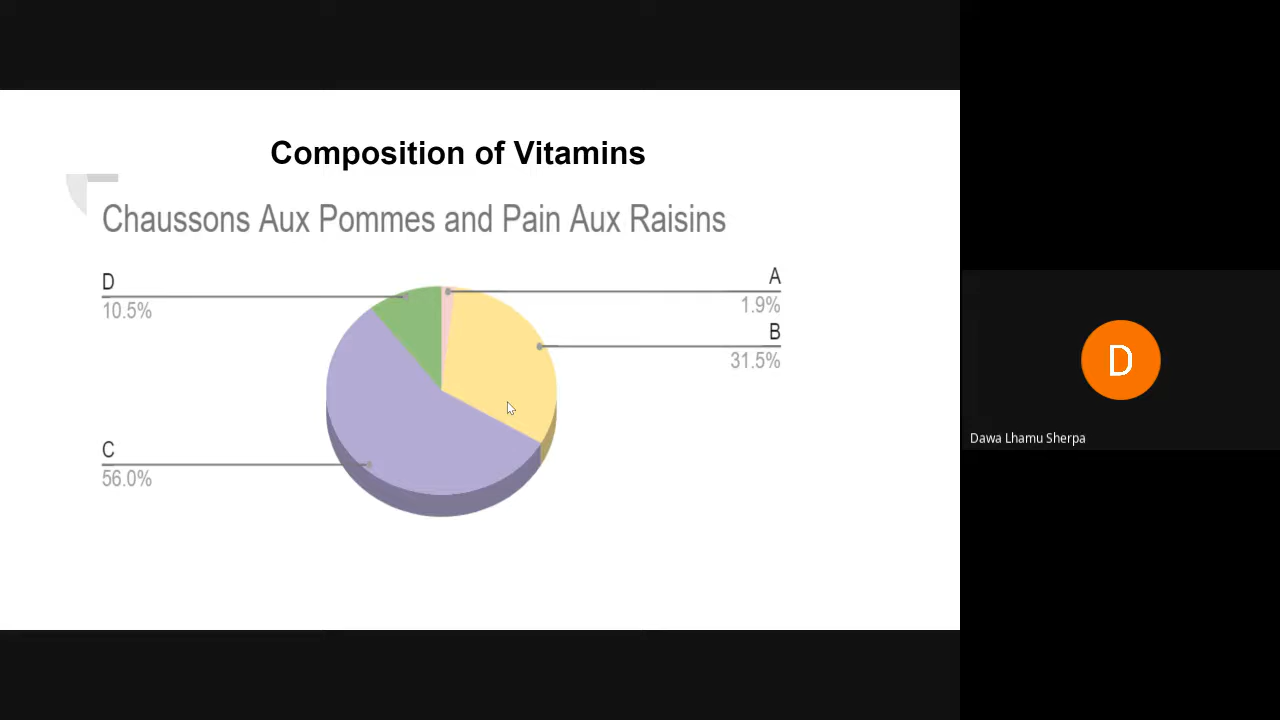 Composition of Vitamins
Chaussons Aux Pommes and Pain Aux Raisins
D
10.5%
A
1.9%
B
31.5%
C
56.0%
D
Dawa Lhamu Sherpa